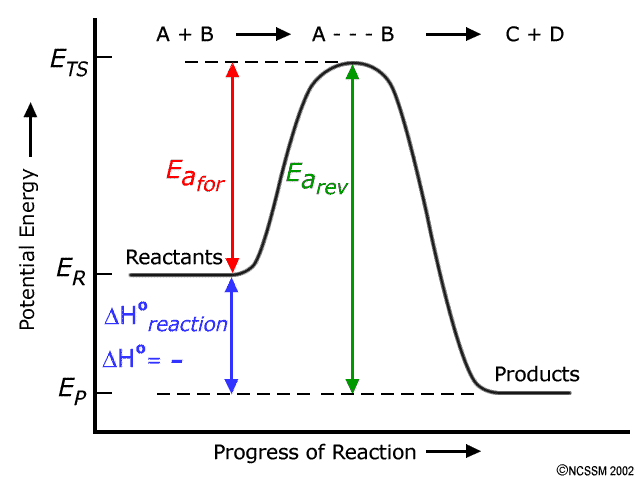 A + B → A - - - B → C + D
E_TS
Ea_for
Ea_rev
Reactants
E_R
ΔH°reaction
ΔH°= –
Products
E_P
Potential Energy →
Progress of Reaction →
©NCSSM 2002